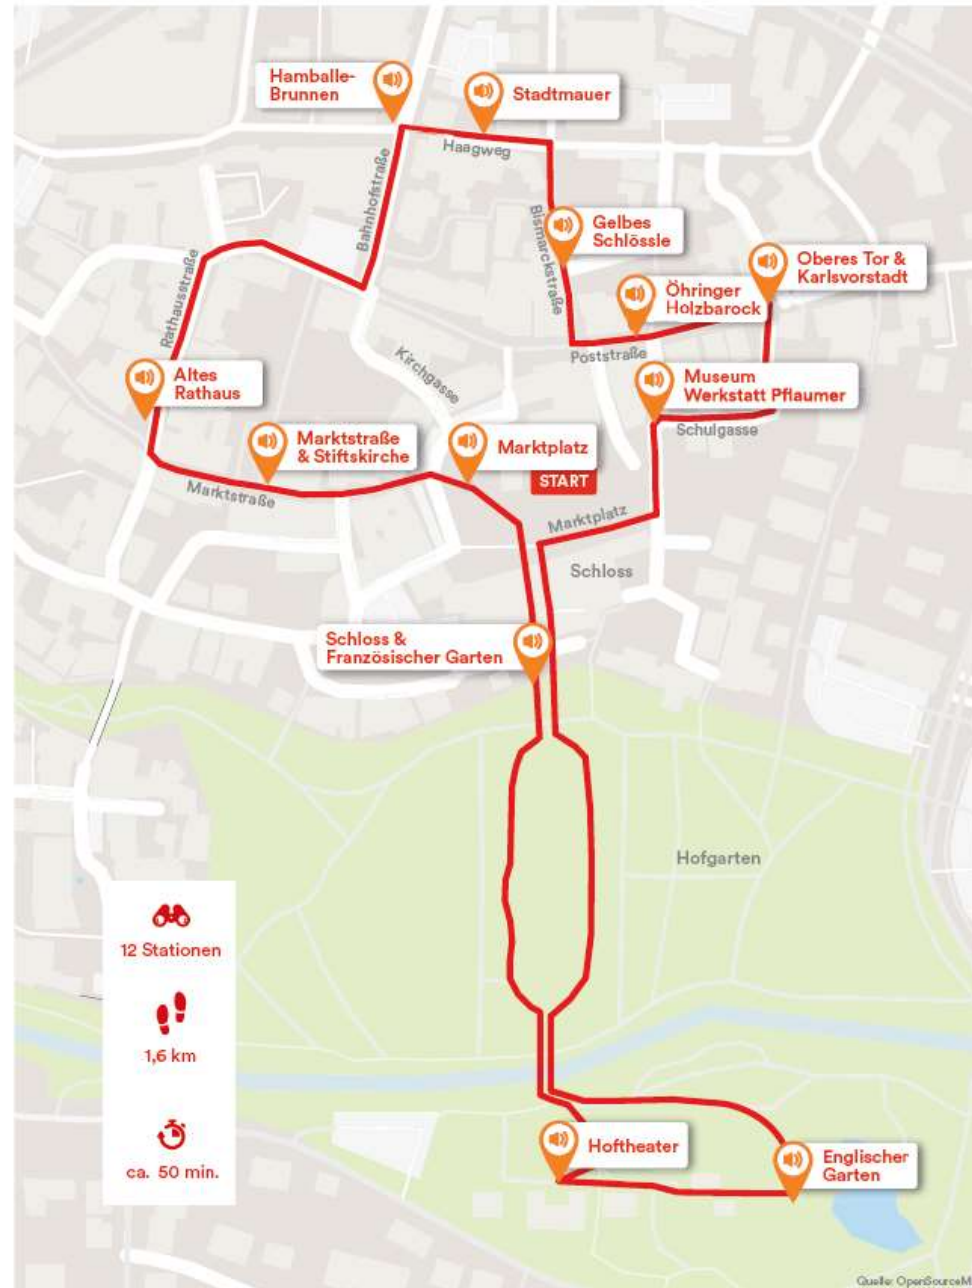 Hamballe-
Brunnen
Stadtmauer
Haagweg
Bahnhofstraße
Gelbes
Schlössle
Bismarckstraße
Oberes Tor &
Karlsvorstadt
Öhringer
Holzbarock
Rathausstraße
Poststraße
Kirchgasse
Altes
Rathaus
Museum
Werkstatt Pflaumer
Schulgasse
Marktstraße
& Stiftskirche
Marktplatz
START
Marktstraße
Marktplatz
Schloss
Schloss &
Französischer Garten
Hofgarten
12 Stationen
1,6 km
ca. 50 min.
Hoftheater
Englischer
Garten
Quelle: OpenSourceM